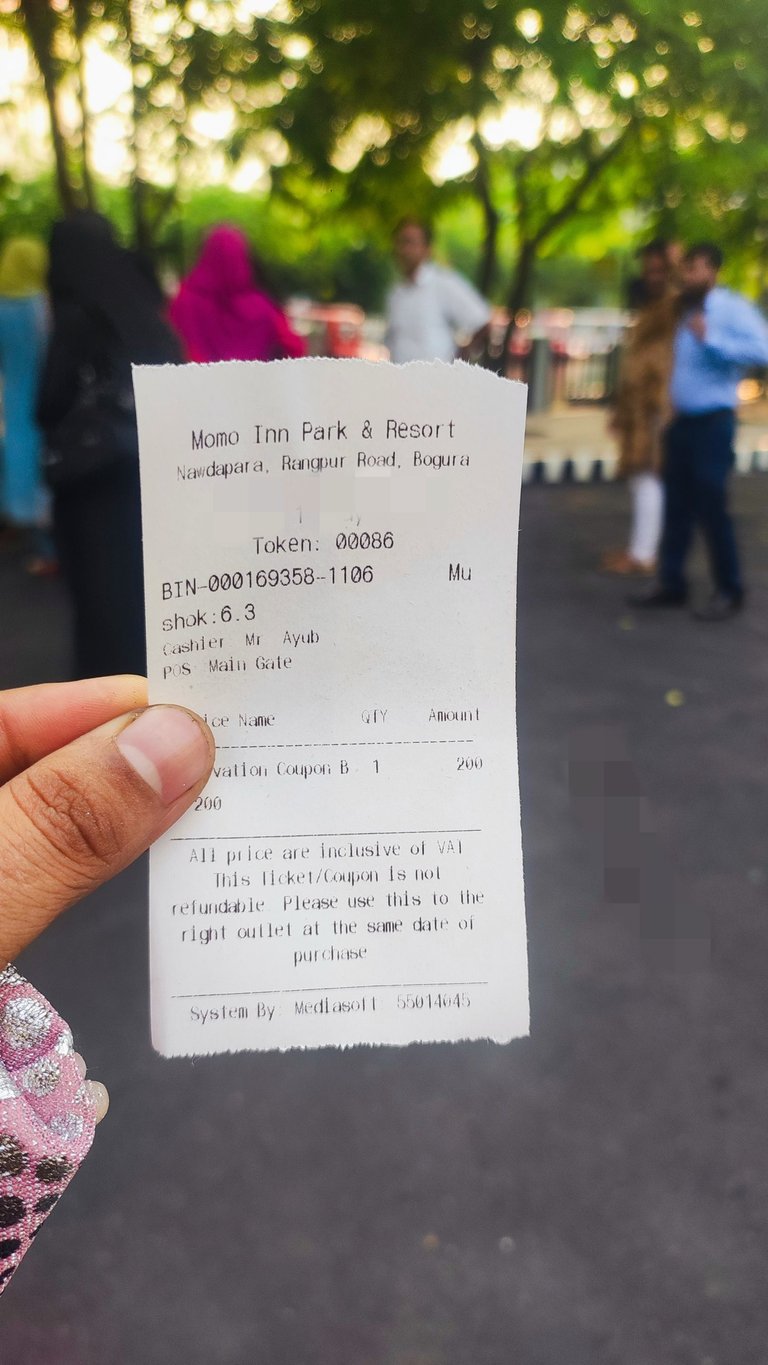 Momo Inn Park & Resort
Nawdapara, Rangpur Road, Bogura
Token: 00086
BIN-000169358-1106 Mu
shok:6.3
Cashier Mr Ayub
POS Main Gate
ice Name QTY Amount
vation Coupon B 1 200
200
All price are inclusive of VAT
This Ticket/Coupon is not
refundable. Please use this to the
right outlet at the same date of
purchase
System By: Mediasoft 55014045